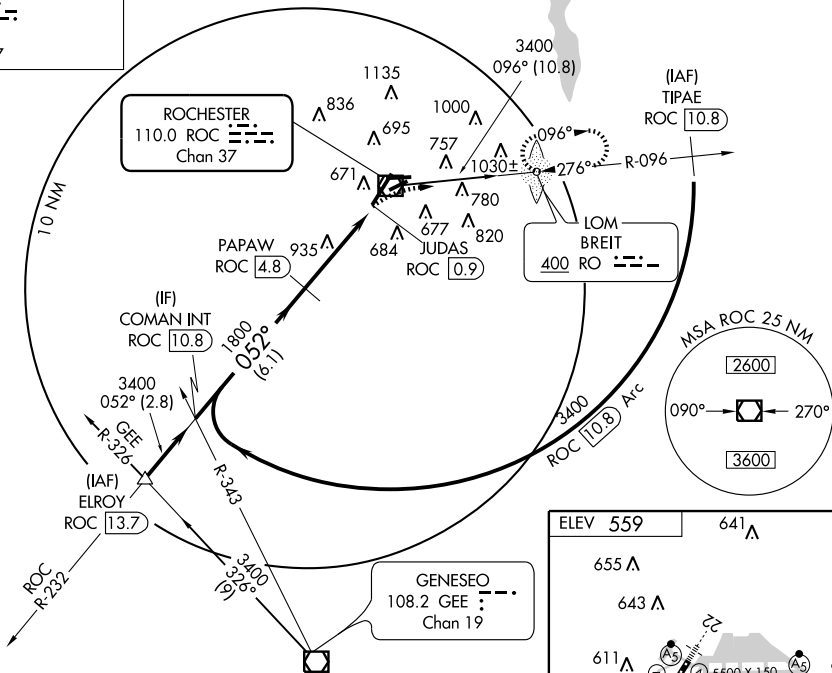 7
10 NM
ROCHESTER
110.0 ROC
Chan 37
1135
836
695
671
1000
757
1030±
780
820
677
684
935
3400
096° (10.8)
(IAF)
TIPAE
ROC 10.8
096°
276°
R-096
LOM
BREIT
400 RO
JUDAS
ROC 0.9
PAPAW
ROC 4.8
(IF)
COMAN INT
ROC 10.8
1800
052°
(6.1)
3400
052° (2.8)
GEE
R-326
R-343
(IAF)
ELROY
ROC 13.7
ROC
R-232
3400
326°
(9)
3400
ROC 10.8 Arc
MSA ROC 25 NM
2600
090°
270°
3600
GENESEO
108.2 GEE
Chan 19
ELEV 559
641
655
643
611
22
A5
A5
5500 X 150